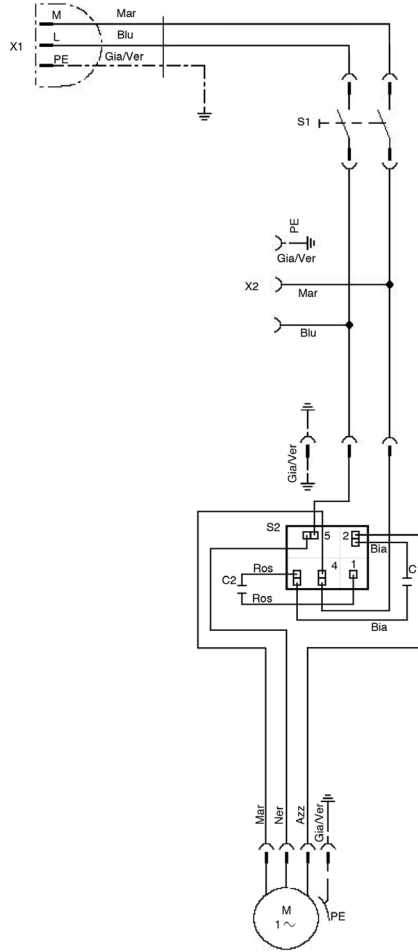 M
Mar
X1
L
Blu
PE
Gia/Ver
S1
PE
Gia/Ver
X2
Mar
Blu
Gia/Ver
S2
5
2
Bia
Ros
4
1
C2
C
Ros
Bia
Mar
Ner
Azz
Gia/Ver
M
1 ~
PE